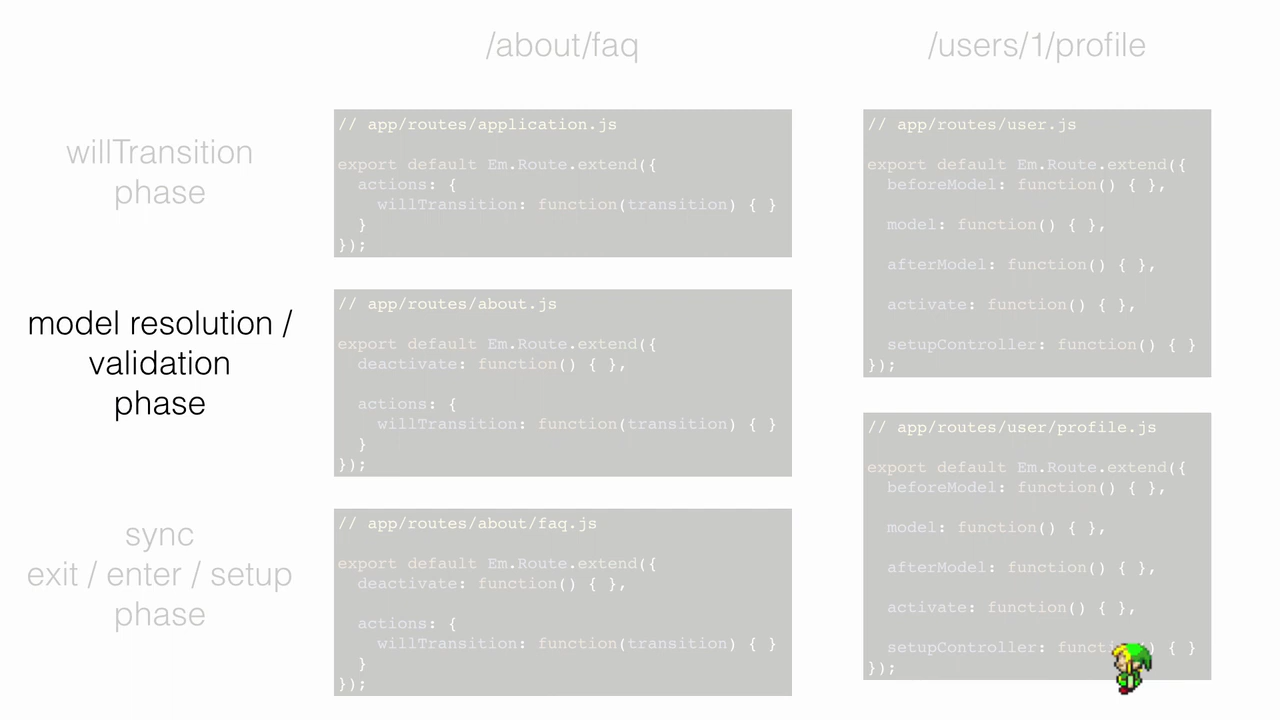 /about/faq
/users/1/profile
willTransition
phase
model resolution /
validation
phase
sync
exit / enter / setup
phase
// app/routes/application.js
export default Em.Route.extend({
  actions: {
    willTransition: function(transition) { }
  }
});
// app/routes/about.js
export default Em.Route.extend({
  deactivate: function() { },
  actions: {
    willTransition: function(transition) { }
  }
});
// app/routes/about/faq.js
export default Em.Route.extend({
  deactivate: function() { },
  actions: {
    willTransition: function(transition) { }
  }
});
// app/routes/user.js
export default Em.Route.extend({
  beforeModel: function() { },
  model: function() { },
  afterModel: function() { },
  activate: function() { },
  setupController: function() { }
});
// app/routes/user/profile.js
export default Em.Route.extend({
  beforeModel: function() { },
  model: function() { },
  afterModel: function() { },
  activate: function() { },
  setupController: function() { }
});